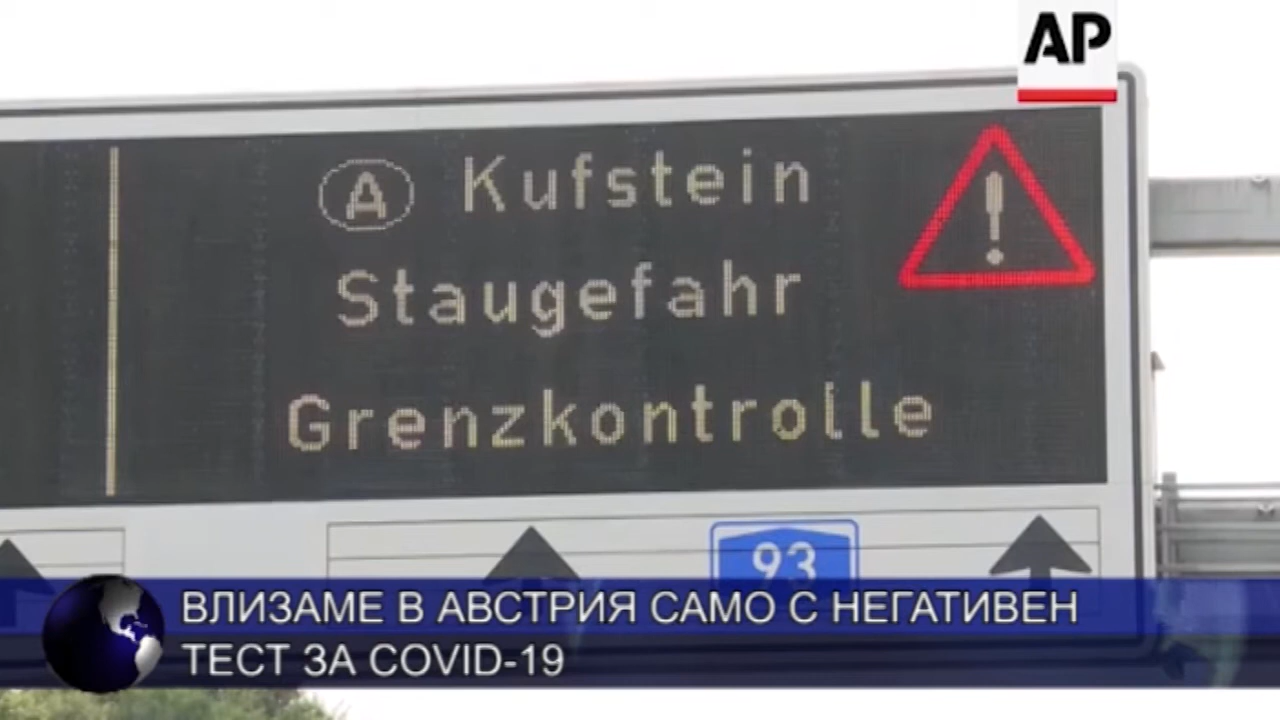 AP
A Kufstein
Staugefahr
Grenzkontrolle
93
ВЛИЗАМЕ В АВСТРИЯ САМО С НЕГАТИВЕН
ТЕСТ ЗА COVID-19